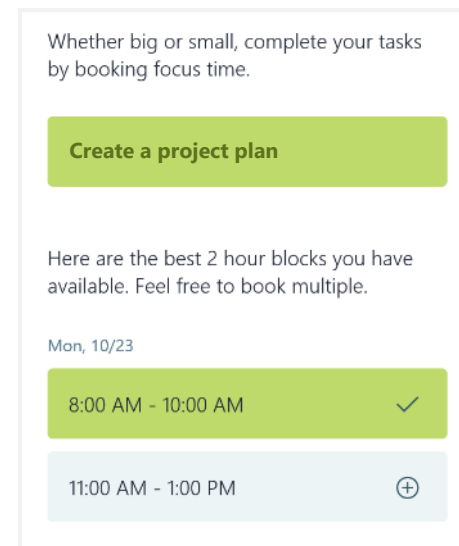 Whether big or small, complete your tasks
by booking focus time.
Create a project plan
Here are the best 2 hour blocks you have
available. Feel free to book multiple.
Mon, 10/23
8:00 AM - 10:00 AM
11:00 AM - 1:00 PM